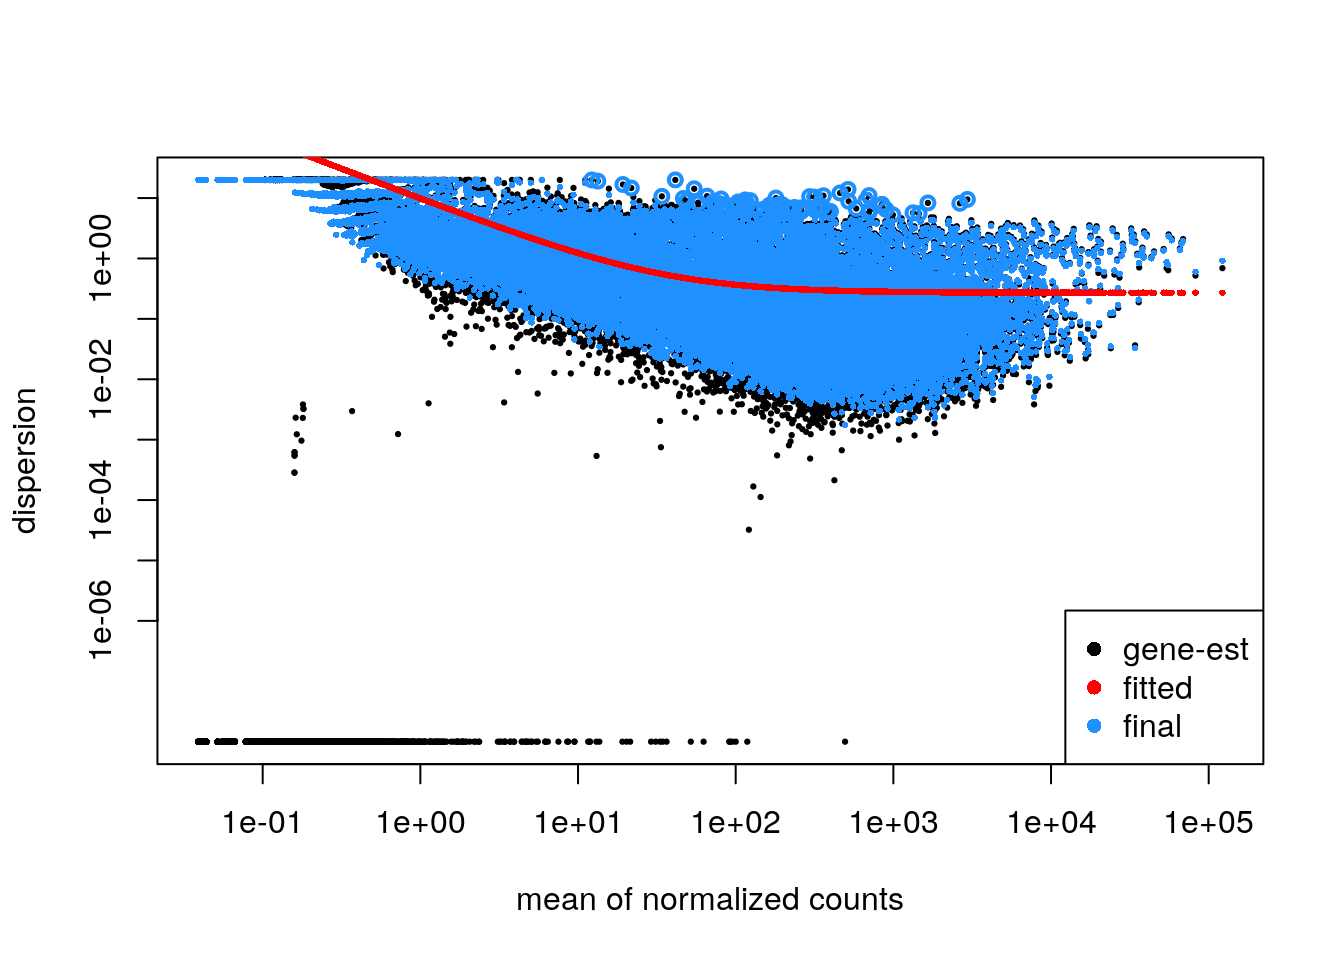 1e+00
1e-02
1e-04
1e-06
dispersion
1e-01 1e+00 1e+01 1e+02 1e+03 1e+04 1e+05
mean of normalized counts
gene-est
fitted
final